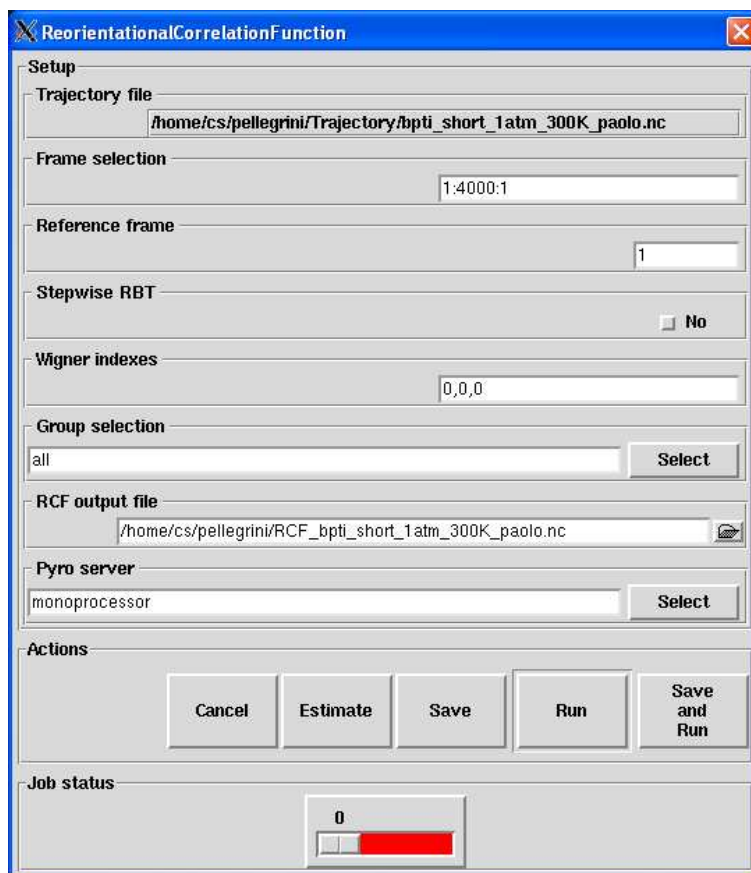 ReorientationalCorrelationFunction
Setup
Trajectory file
/home/cs/pellegrini/Trajectory/bpti_short_1atm_300K_paolo.nc
Frame selection
1:4000:1
Reference frame
1
Stepwise RBT
No
Wigner indexes
0,0,0
Group selection
all
Select
RCF output file
/home/cs/pellegrini/RCF_bpti_short_1atm_300K_paolo.nc
Pyro server
monoprocessor
Select
Actions
Cancel
Estimate
Save
Run
Save
and
Run
Job status
0